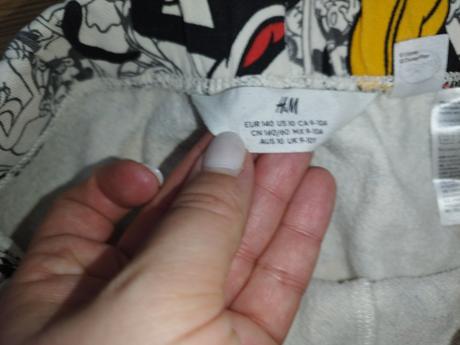 H&M
EUR 140 US 10 CA 9-10A
CN 140/60 MX 9-10A
AUS 10 UK 9-10Y